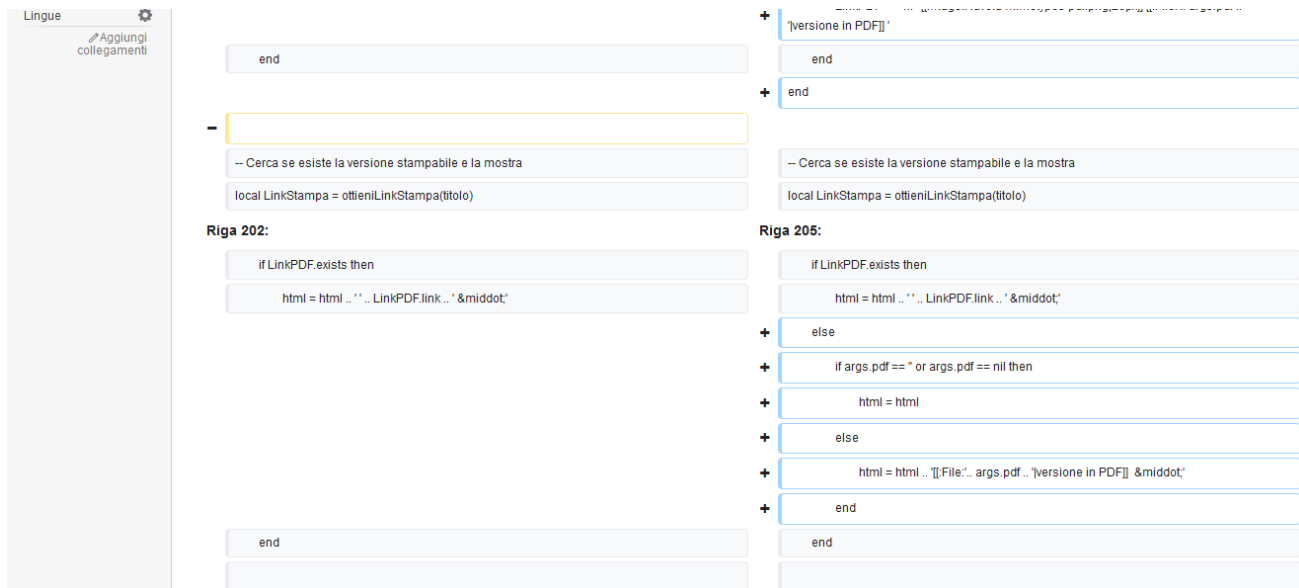 Lingue
Aggiungi
collegamenti
+
'|versione in PDF]] '
end
end
+ end
−
-- Cerca se esiste la versione stampabile e la mostra
-- Cerca se esiste la versione stampabile e la mostra
local LinkStampa = ottieniLinkStampa(titolo)
local LinkStampa = ottieniLinkStampa(titolo)
Riga 202:
Riga 205:
if LinkPDF.exists then
if LinkPDF.exists then
html = html .. ' ' .. LinkPDF.link .. ' &middot;'
html = html .. ' ' .. LinkPDF.link .. ' &middot;'
+ else
+ if args.pdf == '' or args.pdf == nil then
+ html = html
+ else
+ html = html .. '[[:File:'.. args.pdf .. '|versione in PDF]] &middot;'
+ end
end
end